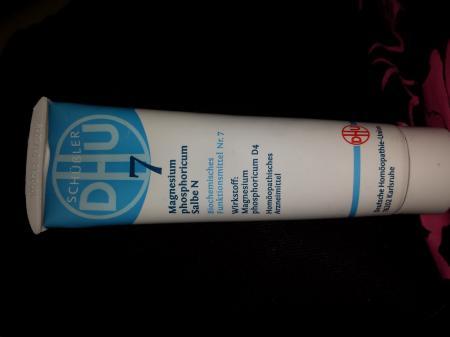 SCHÜßLER
DHU
7
Magnesium
phosphoricum
Salbe N
Biochemisches
Funktionsmittel Nr. 7
Wirkstoff:
Magnesium
phosphoricum D4
Homöopathisches
Arzneimittel
DHU
Deutsche Homöopathie-Union
76202 Karlsruhe